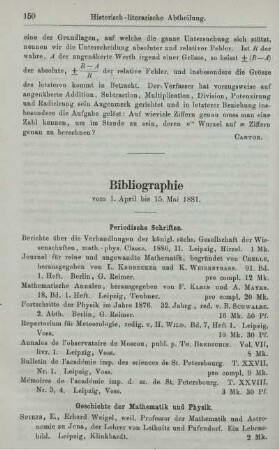 150 Historisch-literarische Abtheilung.
eine des Grundlagen, auf welche die ganze Untersuchung sich stützt,
nennen wir die Unterscheidung absoluter und relativer Fehler. Ist R der
wahre, A der angenäherte Werth irgend einer Grösse, so heisst ±(R−A)
der absolute, ± (R−A)/R der relative Fehler, und insbesondere die Grösse
des letzteren kommt in Betracht. Der Verfasser hat vorzugsweise auf
angenäherte Addition, Subtraction, Multiplication, Division, Potenzirung
und Radizirung sein Augenmerk gerichtet und in letzterer Beziehung insbesondere
die Aufgabe gelöst: Auf wieviele Ziffern genau muss man eine
Zahl kennen, um im Stande zu sein, deren Wurzel auf n Ziffern
genau zu berechnen?
CANTOR.
Bibliographie
vom 1. April bis 15. Mai 1881.
Periodische Schriften.
Berichte über die Verhandlungen der königl. sächs. Gesellschaft der Wissenschaften,
math.-phys. Classe. 1880, II. Leipzig, Hirzel. 1 Mk.
Journal für reine und angewandte Mathematik, begründet von CRELLE,
herausgegeben von L. KRONECKER und K. WEIERSTRASS. 91. Bd.
1. Heft. Berlin, G. Reimer. pro compl. 12 Mk.
Mathematische Annalen, herausgegeben von F. KLEIN und A. MAYER.
18. Bd., 1. Heft. Leipzig, Teubner. pro compl. 20 Mk.
Fortschritte der Physik im Jahre 1876. 32. Jahrg., red. v. B. SCHWALBE.
2. Abth. Berlin, G. Reimer. 16 Mk. 50 Pf.
Repertorium für Meteorologie, redig. v. H. WILD. Bd. 7, Heft 1. Leipzig,
Voss. 15 Mk. 30 Pf.
Annales de l'observatoire de Moscou, publ. p. TH. BREDICHIN. Vol. VII,
livr. 1. Leipzig, Voss. 8 Mk.
Bulletin de l'académie imp. des sciences de St. Petersbourg. T. XXVII,
Nr. 1. Leipzig, Voss. pro compl. 9 Mk.
Mémoires de l'académie imp. d. sc. de St. Petersbourg. T. XXVIII,
Nr. 3, 4. Leipzig, Voss. 3 Mk. 30 Pf.
Geschichte der Mathematik und Physik.
SPIESS, E., Erhard Weigel, weil. Professor der Mathematik und Astronomie
zu Jena, der Lehrer von Leibnitz und Pufendorf. Ein Lebensbild.
Leipzig, Klinkhardt. 2 Mk.